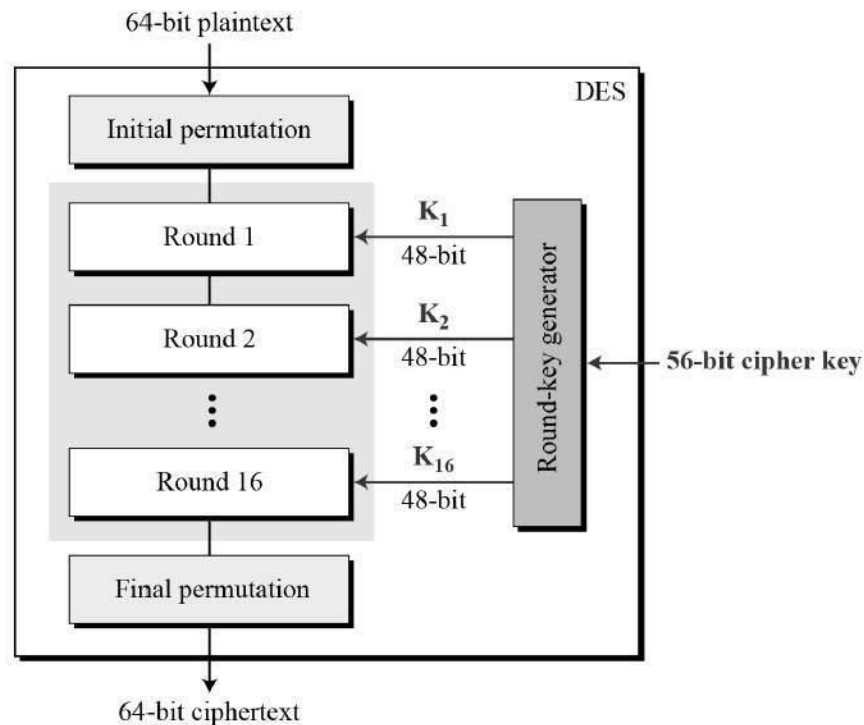 64-bit plaintext
DES
Initial permutation
Round 1
K1
48-bit
Round 2
K2
48-bit
Round-key generator
56-bit cipher key
Round 16
K16
48-bit
Final permutation
64-bit ciphertext